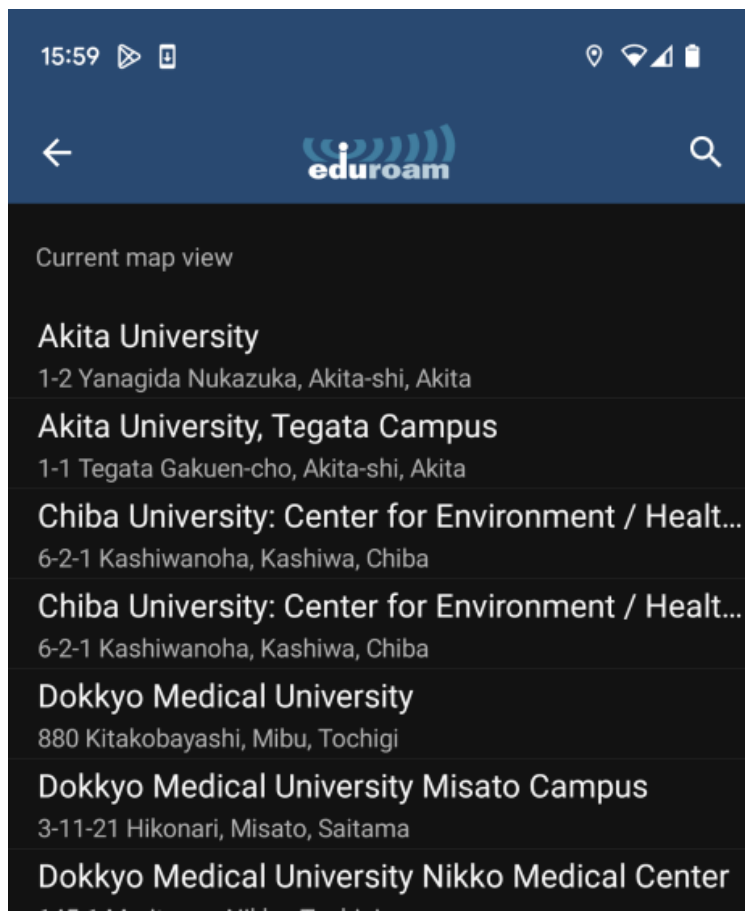 15:59
eduroam
Current map view
Akita University
1-2 Yanagida Nukazuka, Akita-shi, Akita
Akita University, Tegata Campus
1-1 Tegata Gakuen-cho, Akita-shi, Akita
Chiba University: Center for Environment / Healt...
6-2-1 Kashiwanoha, Kashiwa, Chiba
Chiba University: Center for Environment / Healt...
6-2-1 Kashiwanoha, Kashiwa, Chiba
Dokkyo Medical University
880 Kitakobayashi, Mibu, Tochigi
Dokkyo Medical University Misato Campus
3-11-21 Hikonari, Misato, Saitama
Dokkyo Medical University Nikko Medical Center